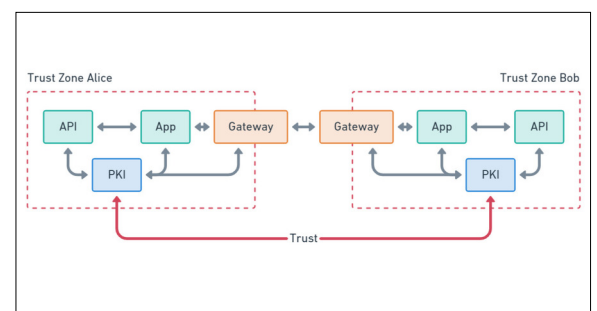 Trust Zone Alice
Trust Zone Bob
API
App
Gateway
Gateway
App
API
PKI
PKI
Trust